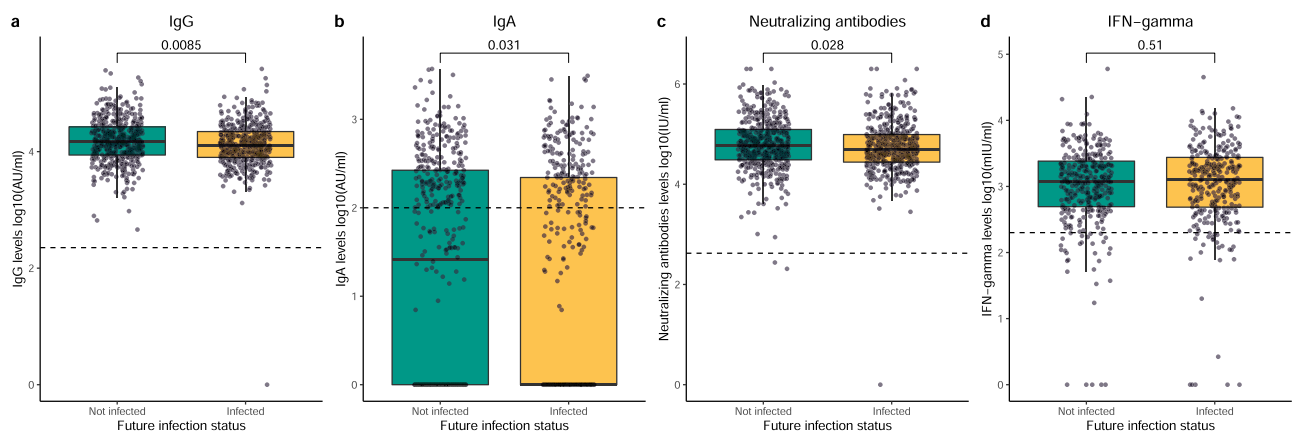 a
IgG
0.0085
IgG levels log10(AU/ml)
4
2
0
Not infected
Infected
Future infection status
b
IgA
0.031
IgA levels log10(AU/ml)
3
2
1
0
Not infected
Infected
Future infection status
c
Neutralizing antibodies
0.028
Neutralizing antibodies levels log10(IU/ml)
6
4
2
0
Not infected
Infected
Future infection status
d
IFN−gamma
0.51
IFN−gamma levels log10(mIU/ml)
5
4
3
2
1
0
Not infected
Infected
Future infection status